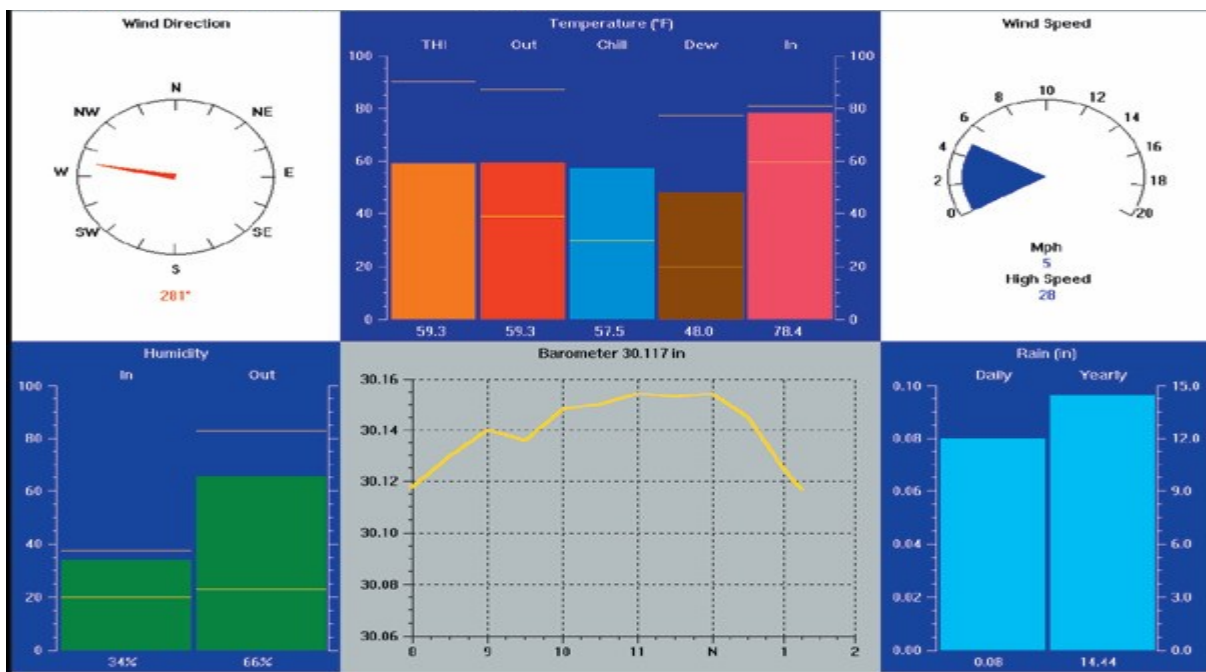 Wind Direction
N
NW
NE
W
E
SW
SE
S
281°
Temperature (°F)
THI Out Chill Dew In
100 100
80 80
60 60
40 40
20 20
0 0
59.3 59.3 57.5 48.0 78.4
Wind Speed
10
8 12
6 14
4 16
2 18
0 20
Mph
5
High Speed
28
Humidity
In Out
100
80
60
40
20
0
34% 66%
Barometer 30.117 in
30.16
30.14
30.12
30.10
30.08
30.06
8 9 10 11 N 1 2
Rain (in)
Daily Yearly
0.10 15.0
0.08 12.0
0.06 9.0
0.04 6.0
0.02 3.0
0.00 0.0
0.08 14.44